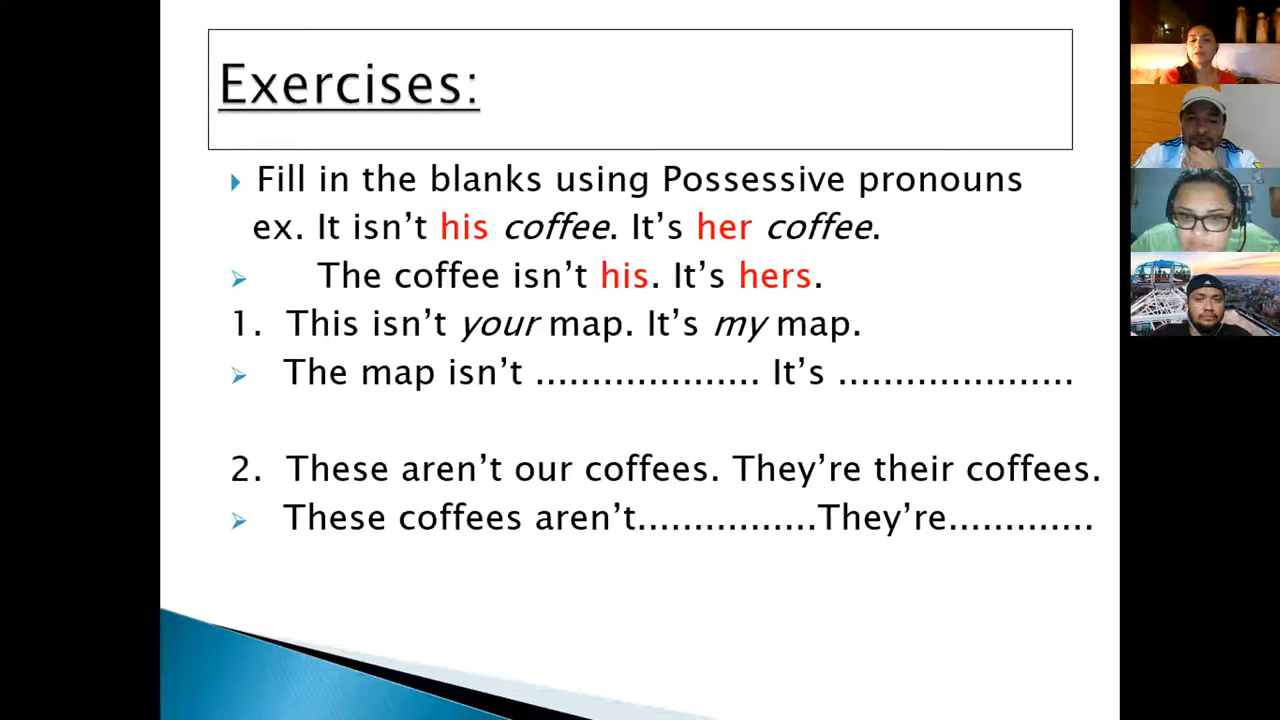 Exercises:
Fill in the blanks using Possessive pronouns
ex. It isn't his coffee. It's her coffee.
The coffee isn't his. It's hers.
1. This isn't your map. It's my map.
The map isn't .................... It's .....................
2. These aren't our coffees. They're their coffees.
These coffees aren't................They're.............